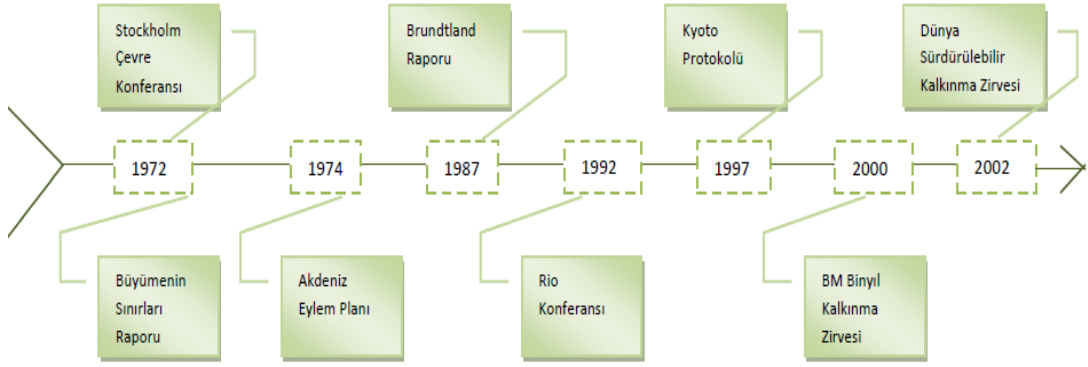 Stockholm
Çevre
Konferansı
Brundtland
Raporu
Kyoto
Protokolü
Dünya
Sürdürülebilir
Kalkınma Zirvesi
1972
1974
1987
1992
1997
2000
2002
Büyümenin
Sınırları
Raporu
Akdeniz
Eylem Planı
Rio
Konferansı
BM Binyıl
Kalkınma
Zirvesi